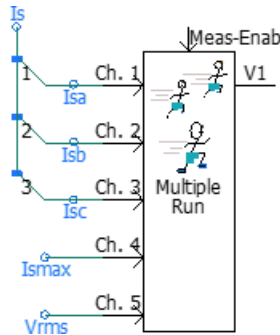 Is
Meas-Enab
1 Isa Ch. 1 V1
2 Isb Ch. 2
3 Isc Ch. 3
Multiple
Run
Ismax Ch. 4
Vrms Ch. 5